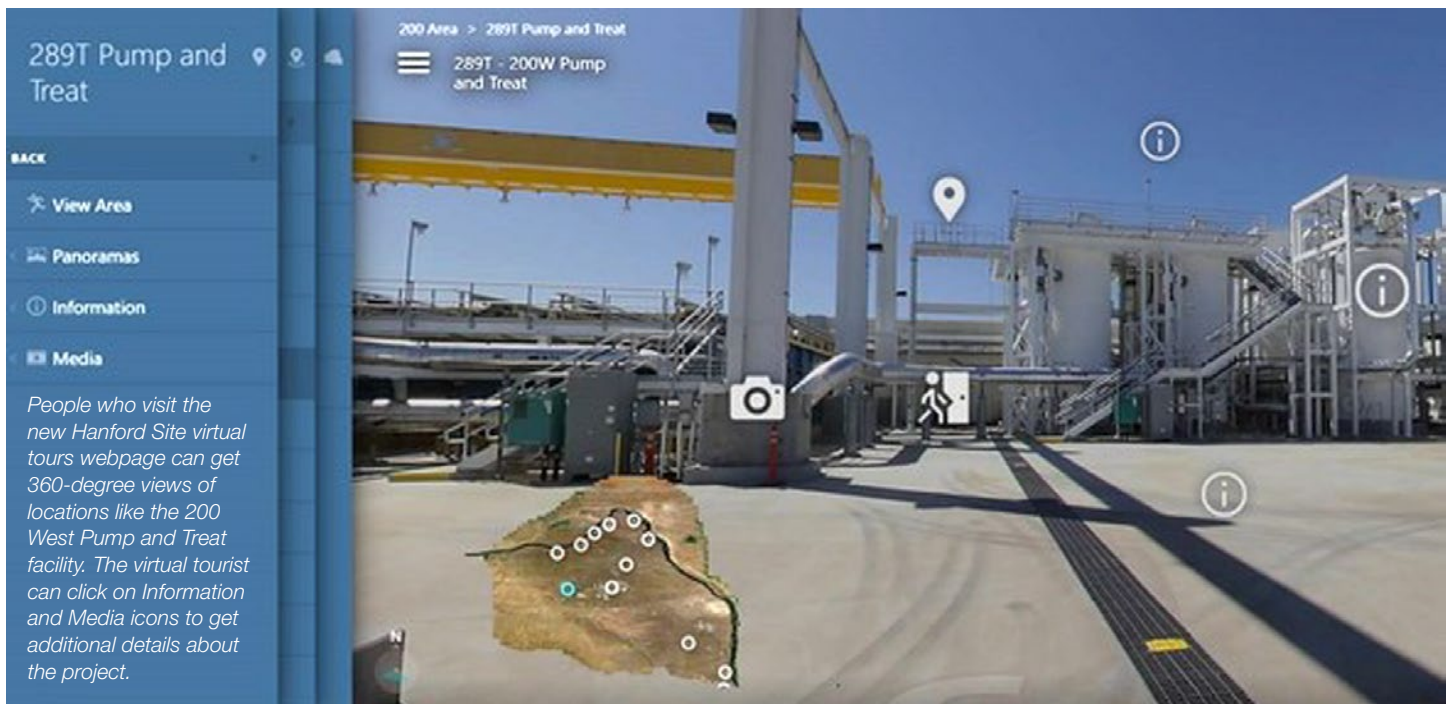 289T Pump and
Treat
BACK
View Area
Panoramas
Information
Media
People who visit the
new Hanford Site virtual
tours webpage can get
360-degree views of
locations like the 200
West Pump and Treat
facility. The virtual tourist
can click on Information
and Media icons to get
additional details about
the project.
200 Area > 289T Pump and Treat
289T - 200W Pump
and Treat
N